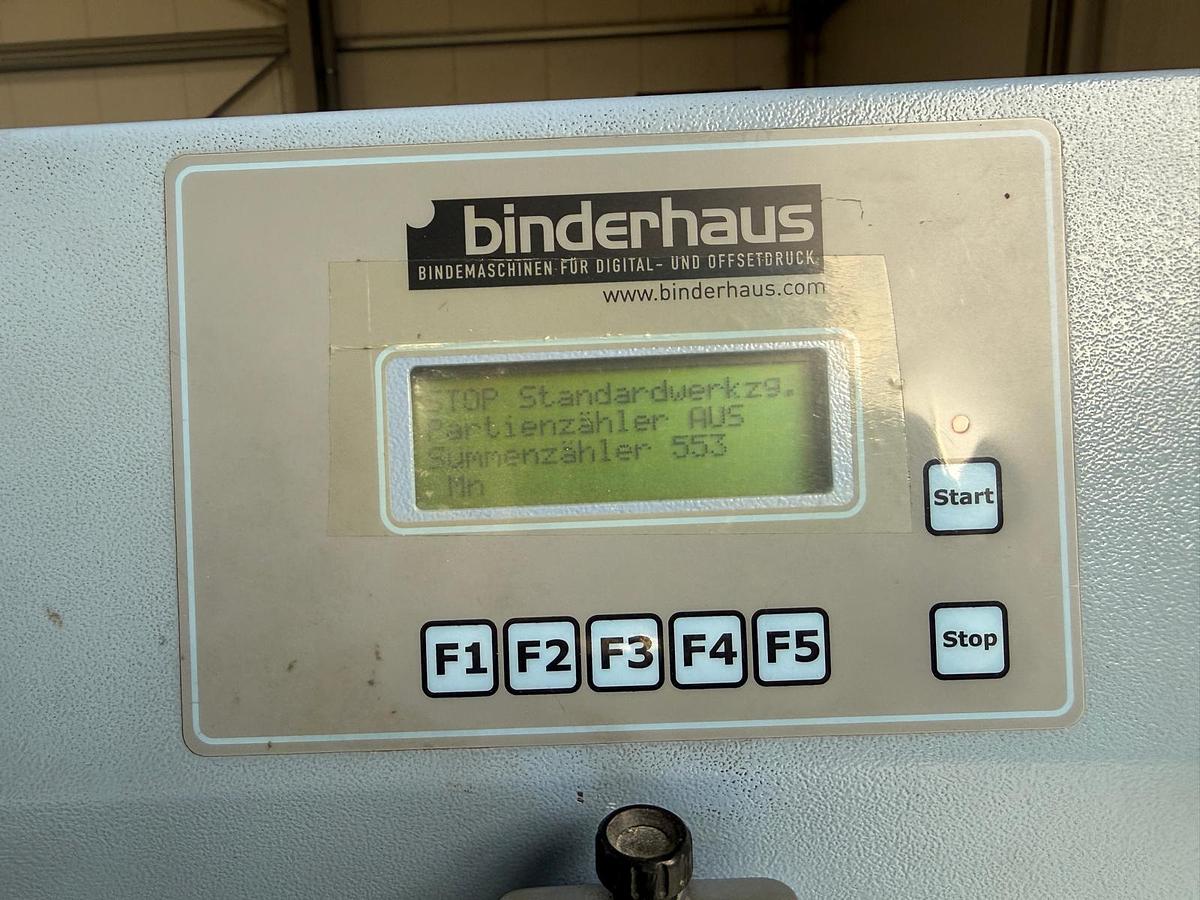 binderhaus
BINDEMASCHINEN FÜR DIGITAL- UND OFFSETDRUCK
www.binderhaus.com
STOP Standardwerkzg.
Partienzähler AUS
Summenzähler 553
Mn
Start
F1 F2 F3 F4 F5
Stop